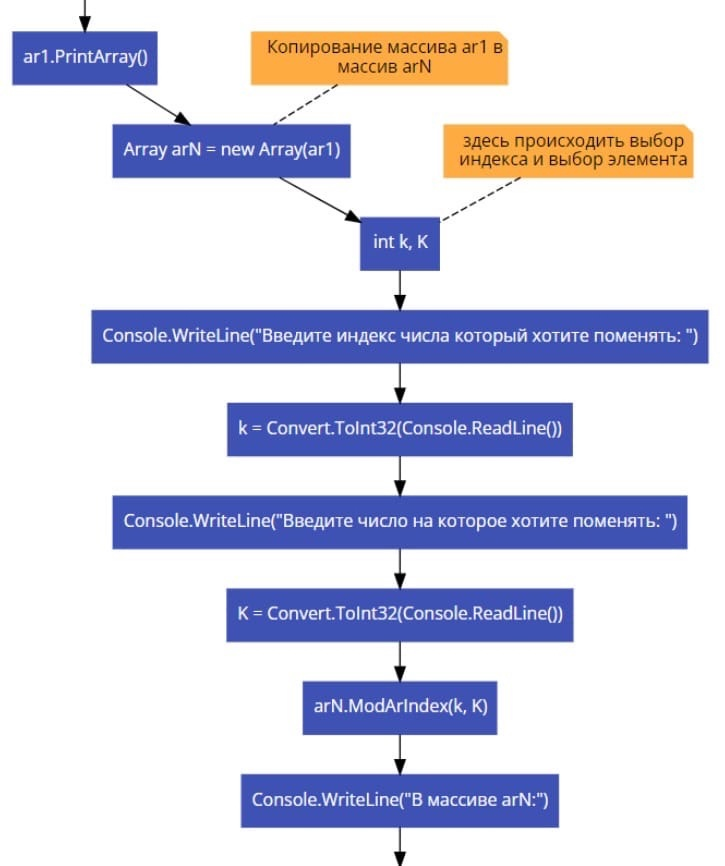 ar1.PrintArray()
Копирование массива ar1 в
массив arN
Array arN = new Array(ar1)
здесь происходить выбор
индекса и выбор элемента
int k, K
Console.WriteLine("Введите индекс числа который хотите поменять: ")
k = Convert.ToInt32(Console.ReadLine())
Console.WriteLine("Введите число на которое хотите поменять: ")
K = Convert.ToInt32(Console.ReadLine())
arN.ModArIndex(k, K)
Console.WriteLine("В массиве arN:")